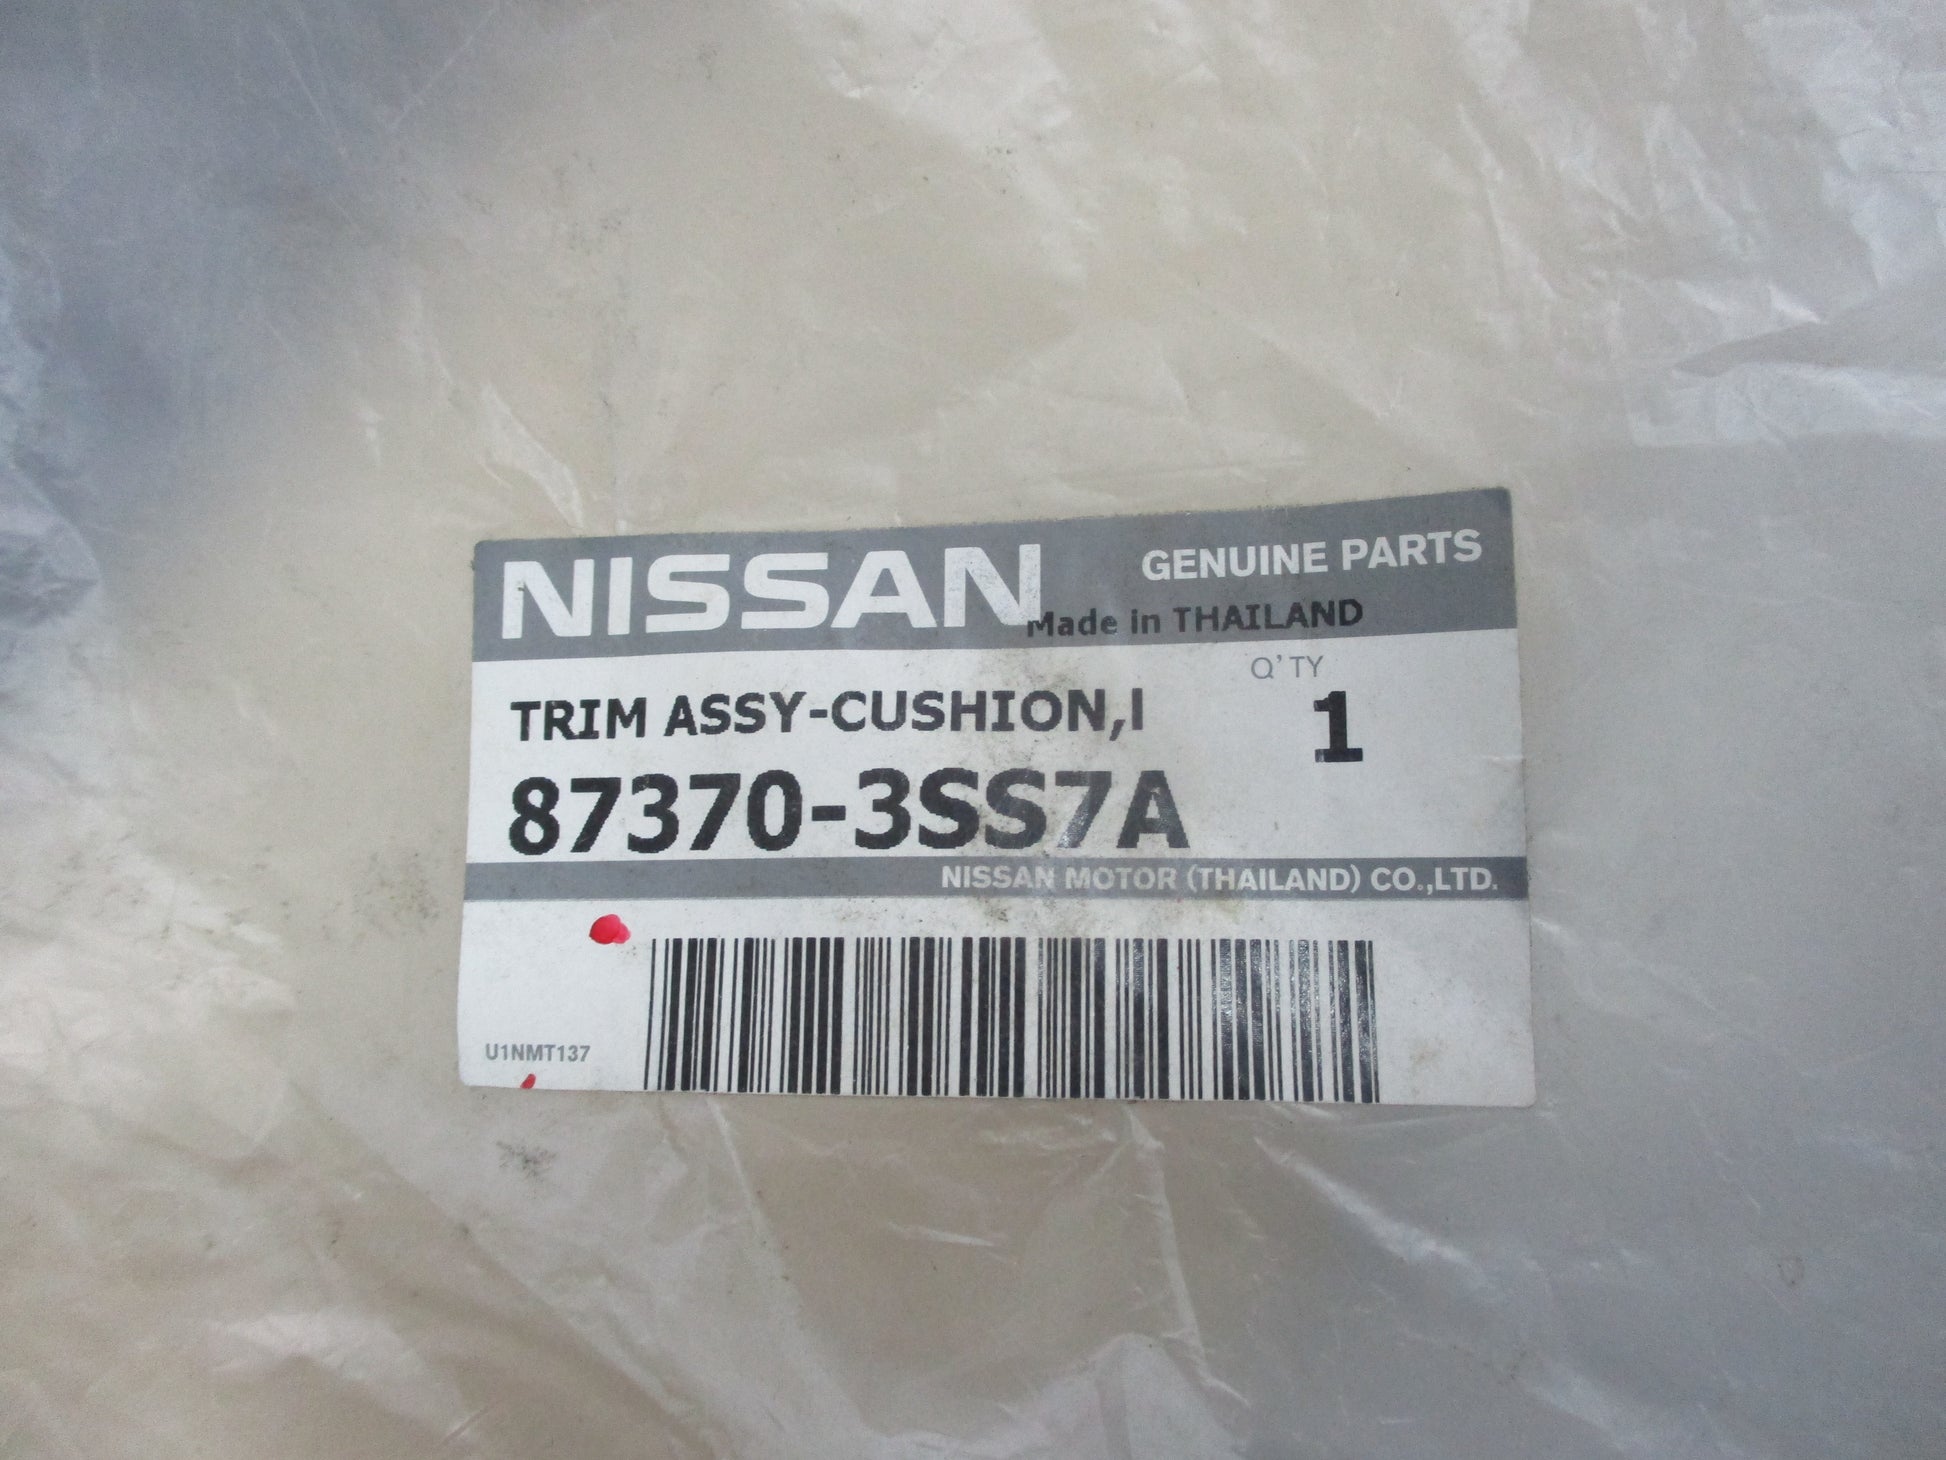 NISSAN
GENUINE PARTS
Made in THAILAND
Q'TY
TRIM ASSY-CUSHION,I
1
87370-3SS7A
NISSAN MOTOR (THAILAND) CO.,LTD.
U1NMT137